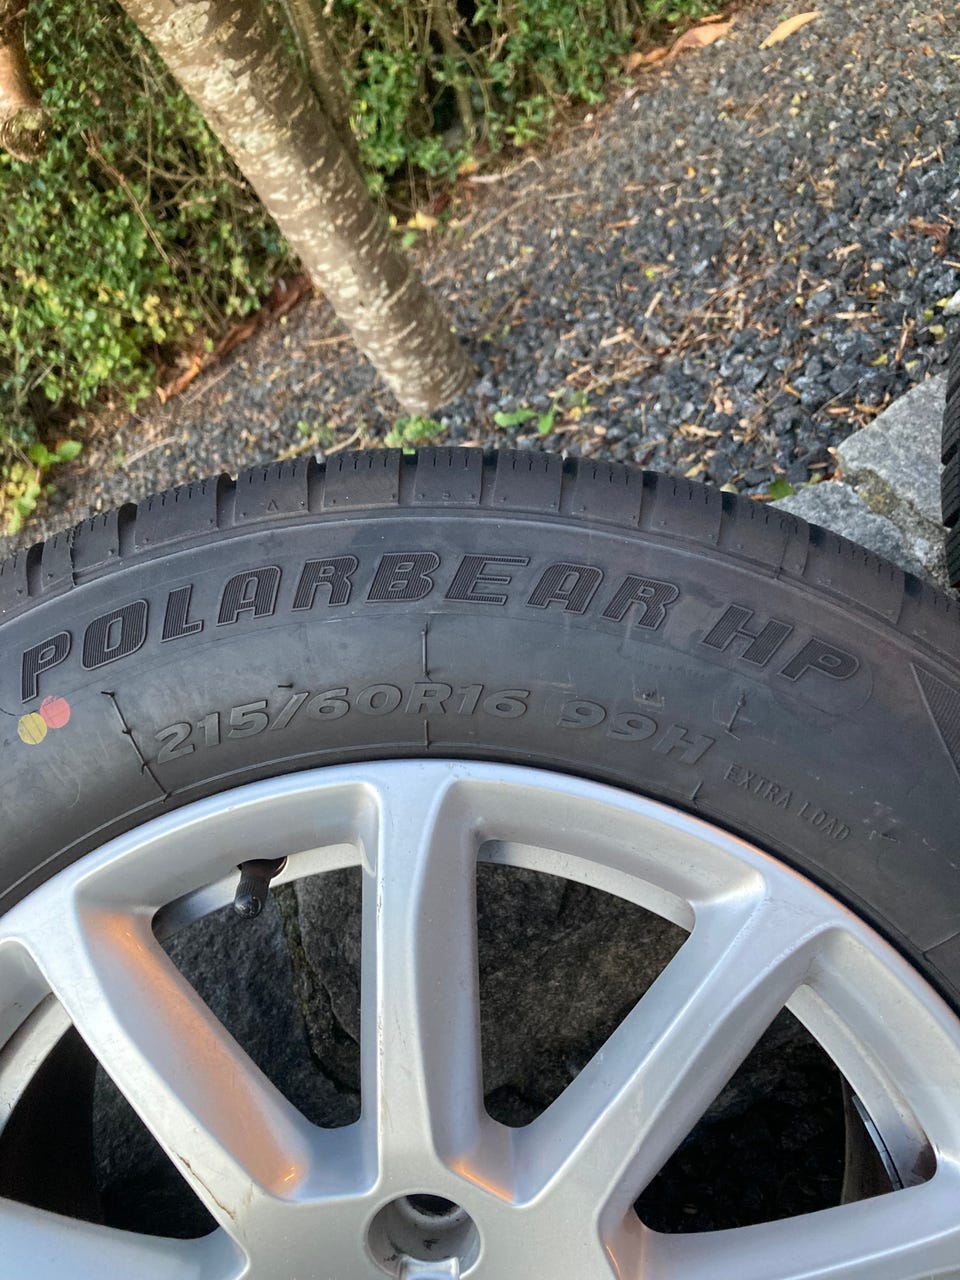 POLARBEAR HP
215/60R16 99H
EXTRA LOAD